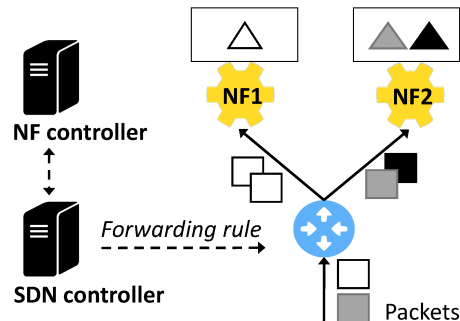 NF1
NF2
NF controller
Forwarding rule
SDN controller
Packets